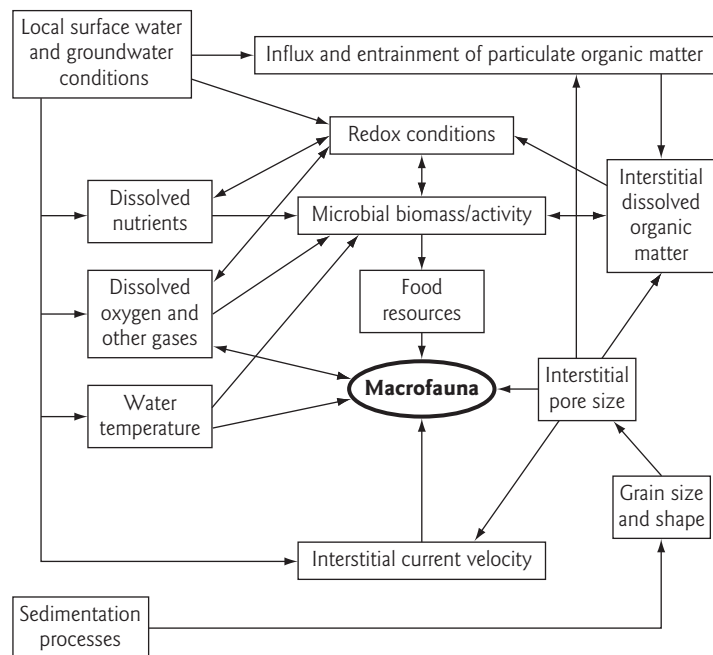 Local surface water
and groundwater
conditions
Influx and entrainment of particulate organic matter
Redox conditions
Dissolved
nutrients
Microbial biomass/activity
Interstitial
dissolved
organic
matter
Dissolved
oxygen and
other gases
Food
resources
Water
temperature
Macrofauna
Interstitial
pore size
Grain size
and shape
Interstitial current velocity
Sedimentation
processes